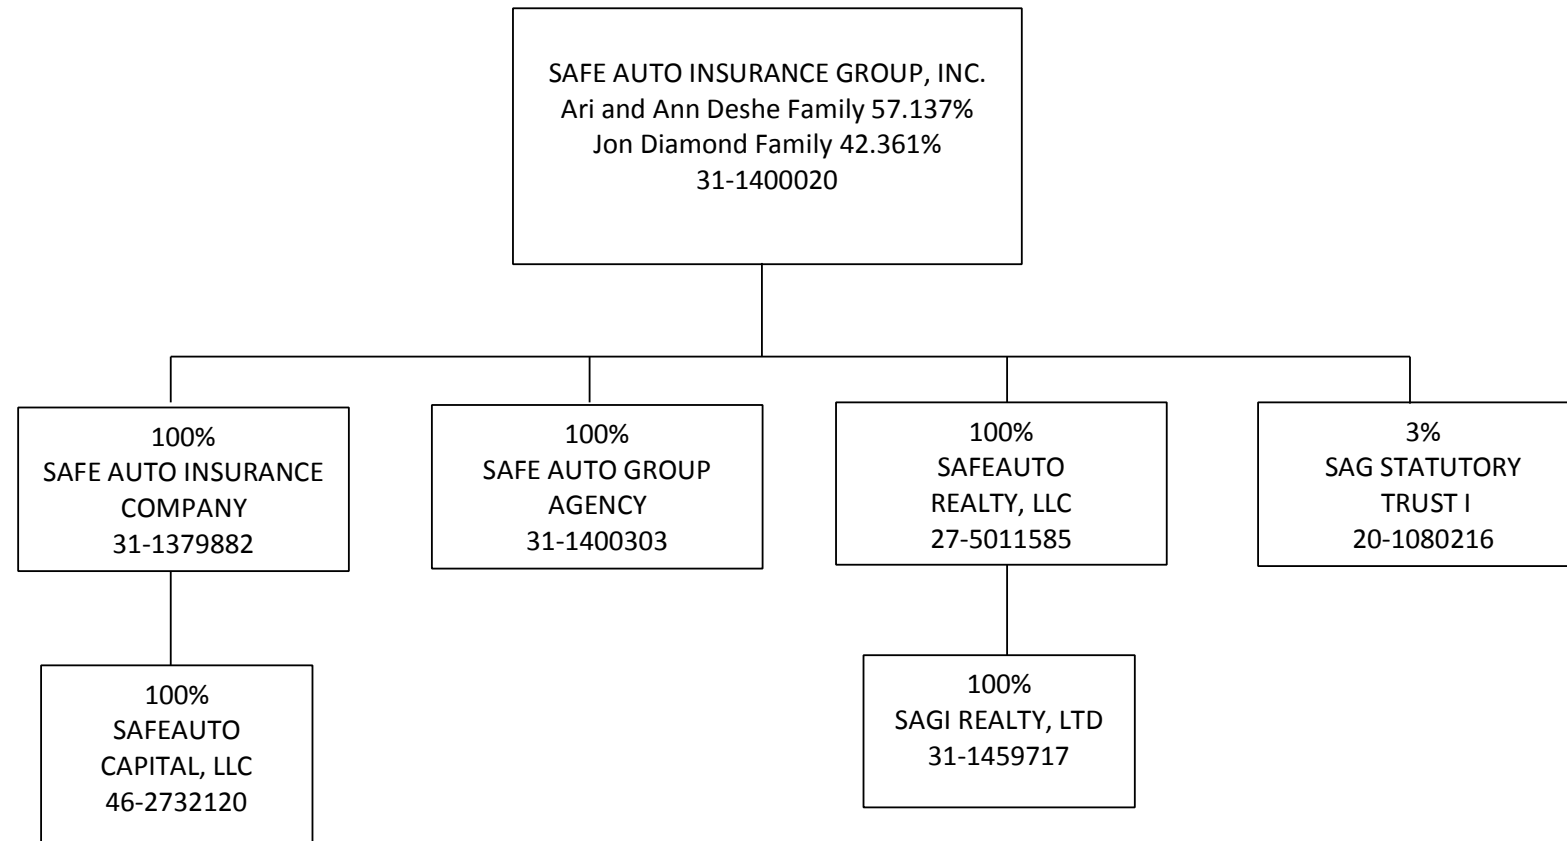 SAFE AUTO INSURANCE GROUP, INC.
Ari and Ann Deshe Family 57.137%
Jon Diamond Family 42.361%
31-1400020
100%
SAFE AUTO INSURANCE
COMPANY
31-1379882
100%
SAFE AUTO GROUP
AGENCY
31-1400303
100%
SAFEAUTO
REALTY, LLC
27-5011585
3%
SAG STATUTORY
TRUST I
20-1080216
100%
SAFEAUTO
CAPITAL, LLC
46-2732120
100%
SAGI REALTY, LTD
31-1459717